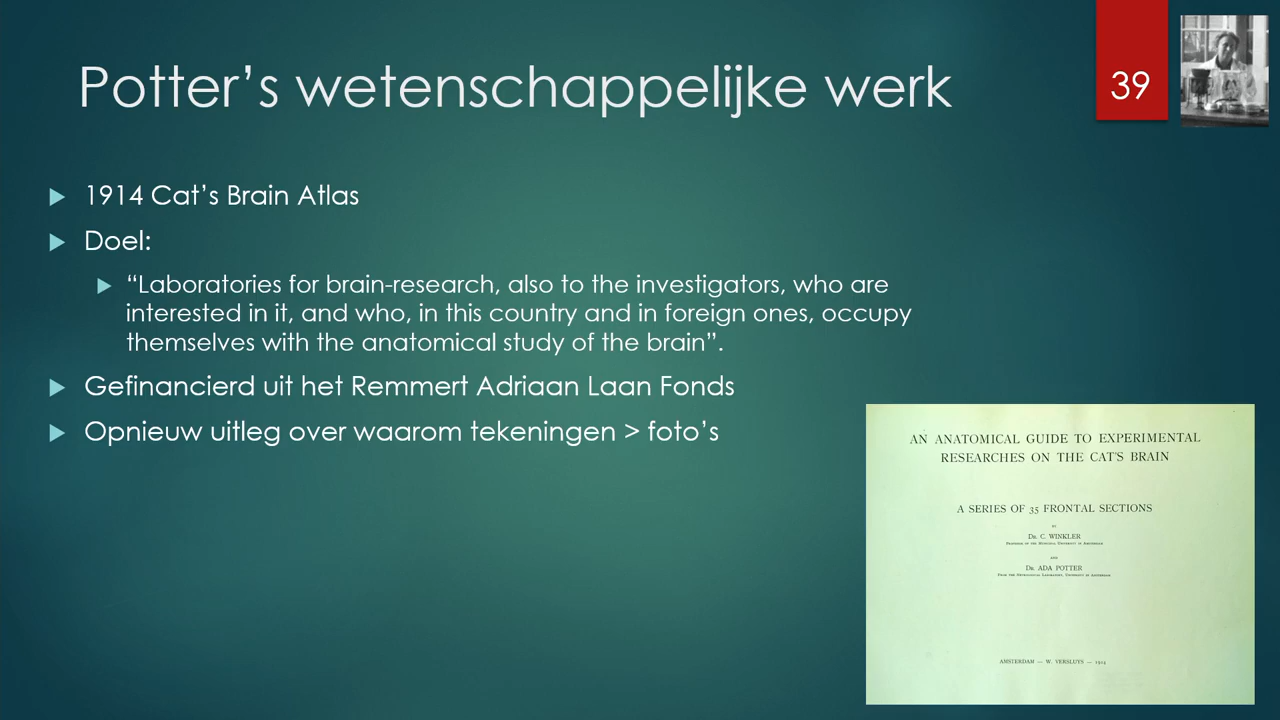 Potter’s wetenschappelijke werk
39
1914 Cat’s Brain Atlas
Doel:
“Laboratories for brain-research, also to the investigators, who are
interested in it, and who, in this country and in foreign ones, occupy
themselves with the anatomical study of the brain”.
Gefinancierd uit het Remmert Adriaan Laan Fonds
Opnieuw uitleg over waarom tekeningen > foto’s
AN ANATOMICAL GUIDE TO EXPERIMENTAL
RESEARCHES ON THE CAT'S BRAIN
A SERIES OF 35 FRONTAL SECTIONS
BY
Dr. C. WINKLER
AND
Dr. ADA POTTER
AMSTERDAM — W. VERSLUYS — 1914